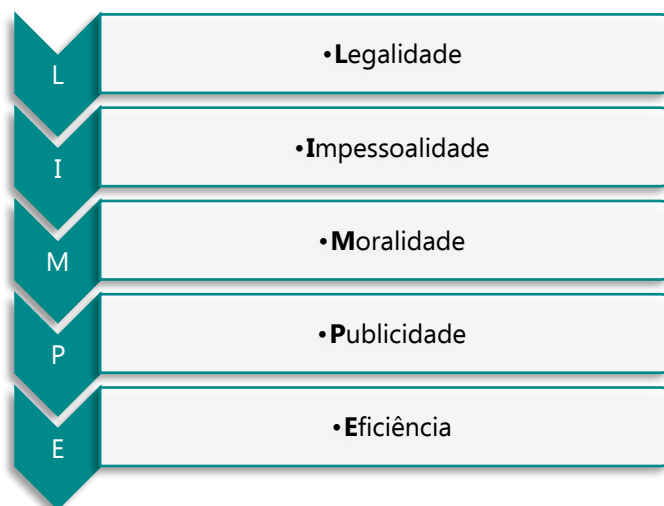 L
•Legalidade
I
•Impessoalidade
M
•Moralidade
P
•Publicidade
E
•Eficiência